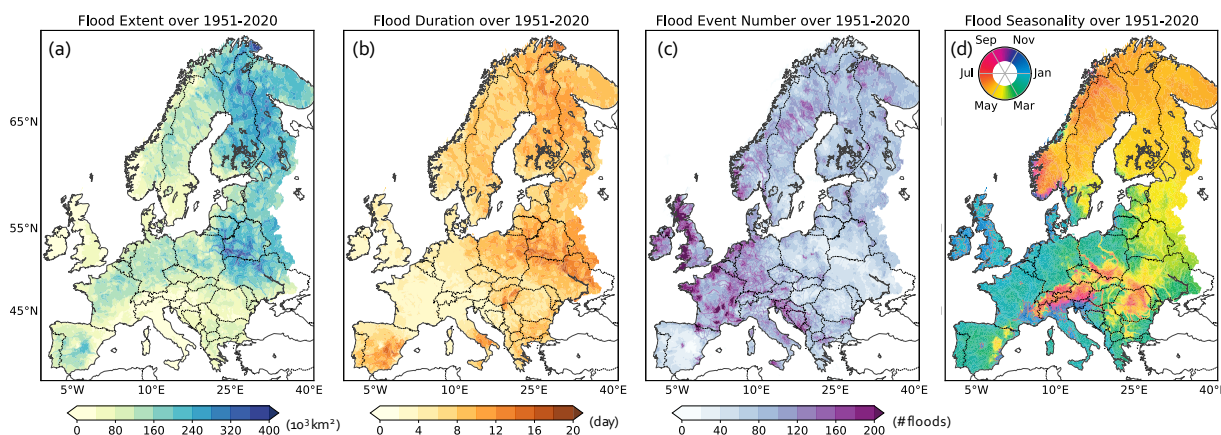 Flood Extent over 1951-2020
Flood Duration over 1951-2020
Flood Event Number over 1951-2020
Flood Seasonality over 1951-2020
(a)
(b)
(c)
(d)
Sep
Nov
Jul
Jan
May
Mar
65°N
55°N
45°N
5°W 10°E 25°E 40°E
5°W 10°E 25°E 40°E
5°W 10°E 25°E 40°E
5°W 10°E 25°E 40°E
0 80 160 240 320 400 (10³km²)
0 4 8 12 16 20 (day)
0 40 80 120 160 200 (#floods)